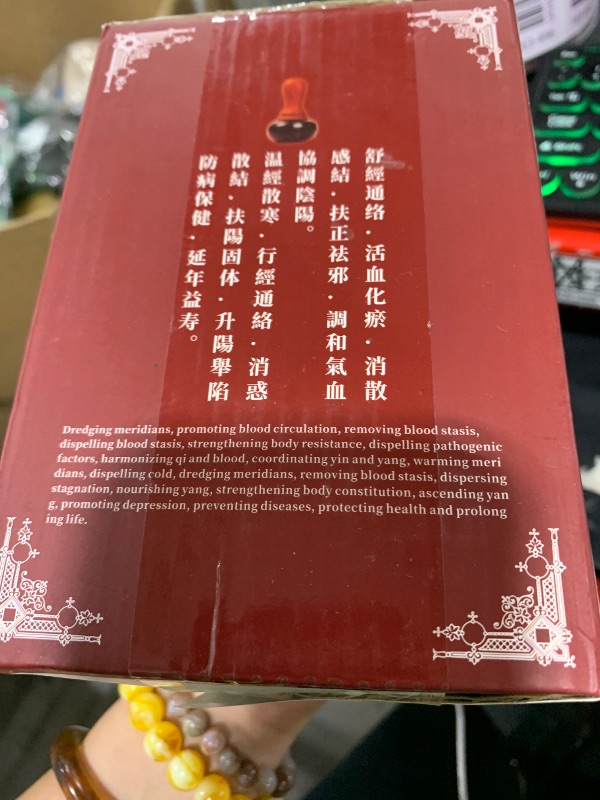 舒經通络·活血化瘀·消散
感結·扶正祛邪·調和氣血
協調陰陽。
温經散寒·行經通絡·消惑
散結·扶陽固体·升陽舉陷
防病保健·延年益寿。
Dredging meridians, promoting blood circulation, removing blood stasis,
dispelling blood stasis, strengthening body resistance, dispelling pathogenic
factors, harmonizing qi and blood, coordinating yin and yang, warming meri
dians, dispelling cold, dredging meridians, removing blood stasis, dispersing
stagnation, nourishing yang, strengthening body constitution, ascending yan
g, promoting depression, preventing diseases, protecting health and prolong
ing life.